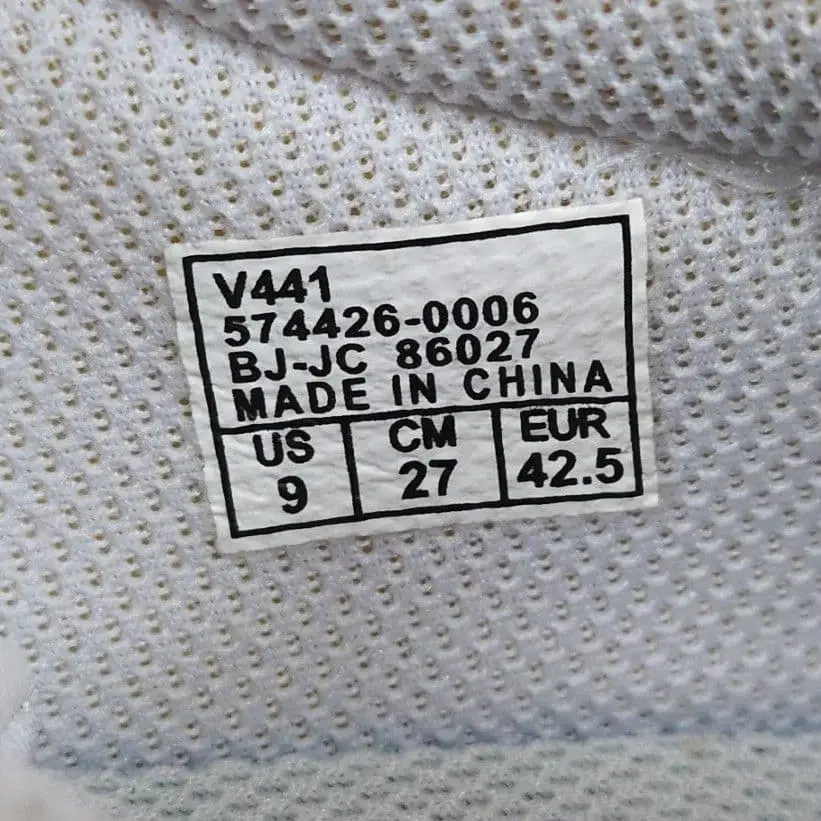 V441
574426-0006
BJ-JC 86027
MADE IN CHINA
US CM EUR
9 27 42.5